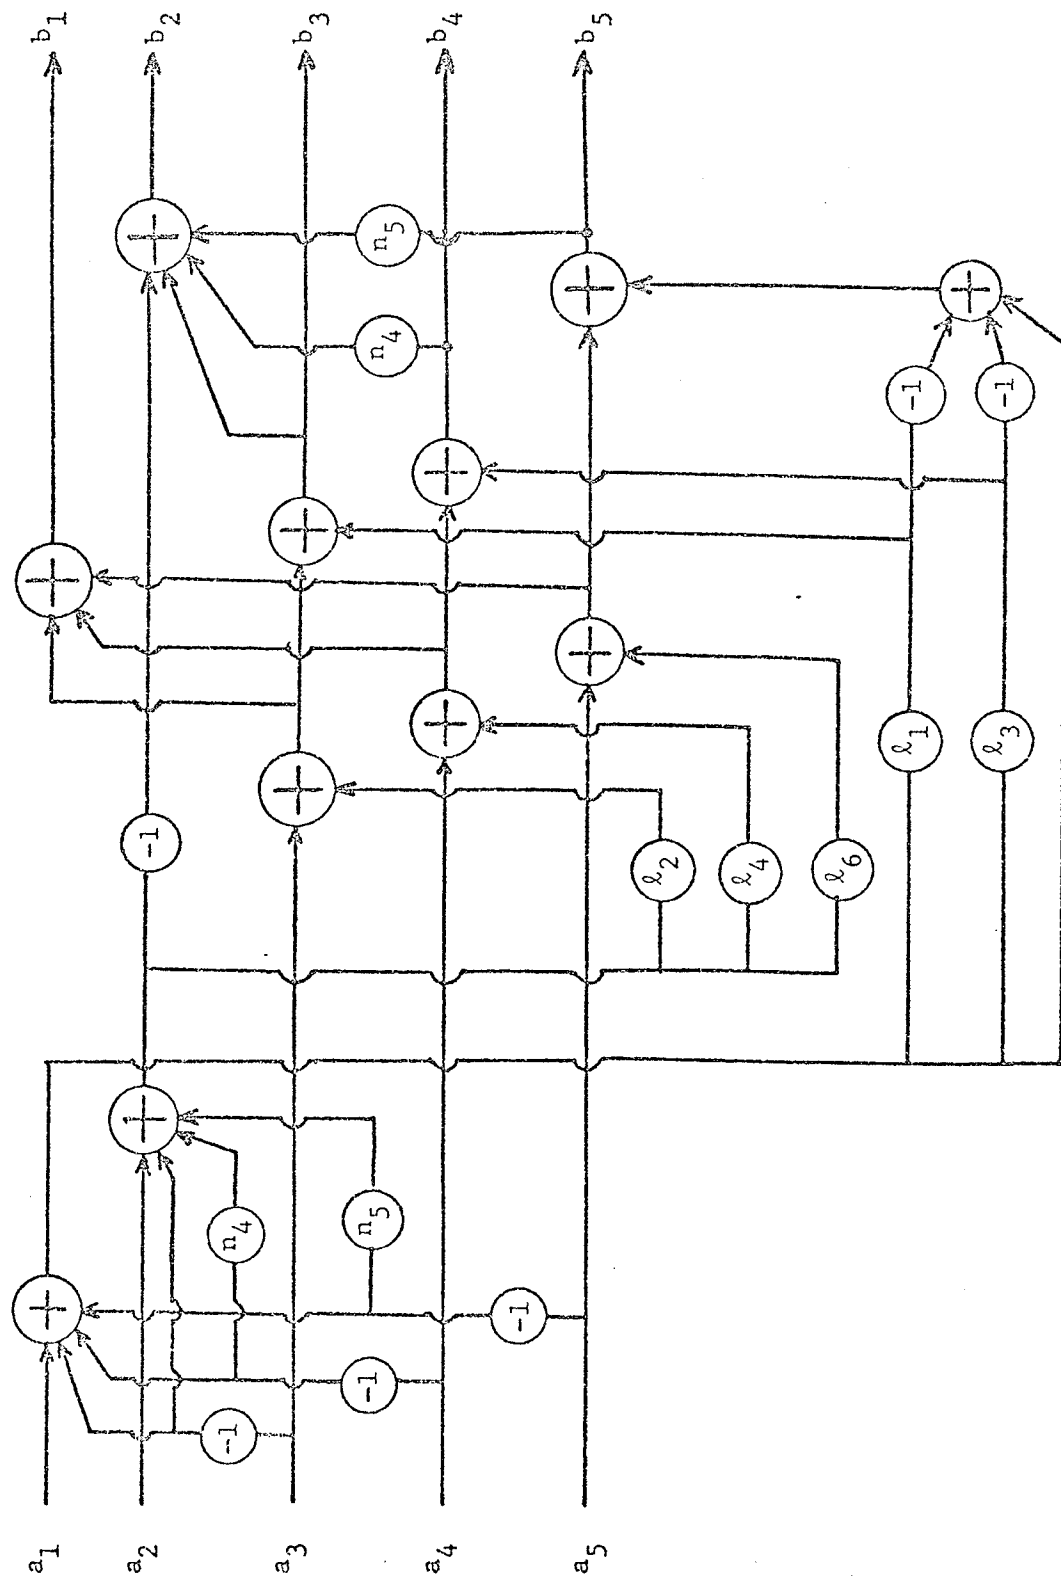 b₁
b₂
b₃
b₄
b₅
n₅
n₄
-1
-1
-1
ℓ₁
ℓ₃
ℓ₂
ℓ₄
ℓ₆
n₄
n₅
-1
-1
-1
a₁
a₂
a₃
a₄
a₅